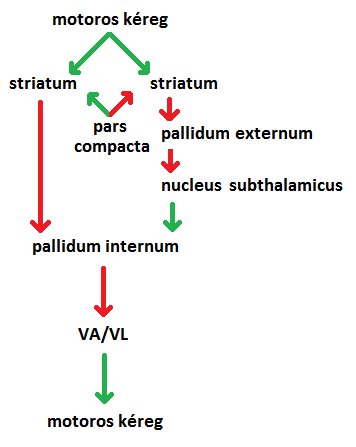 motoros kéreg
striatum striatum
pars
compacta
pallidum externum
nucleus subthalamicus
pallidum internum
VA/VL
motoros kéreg